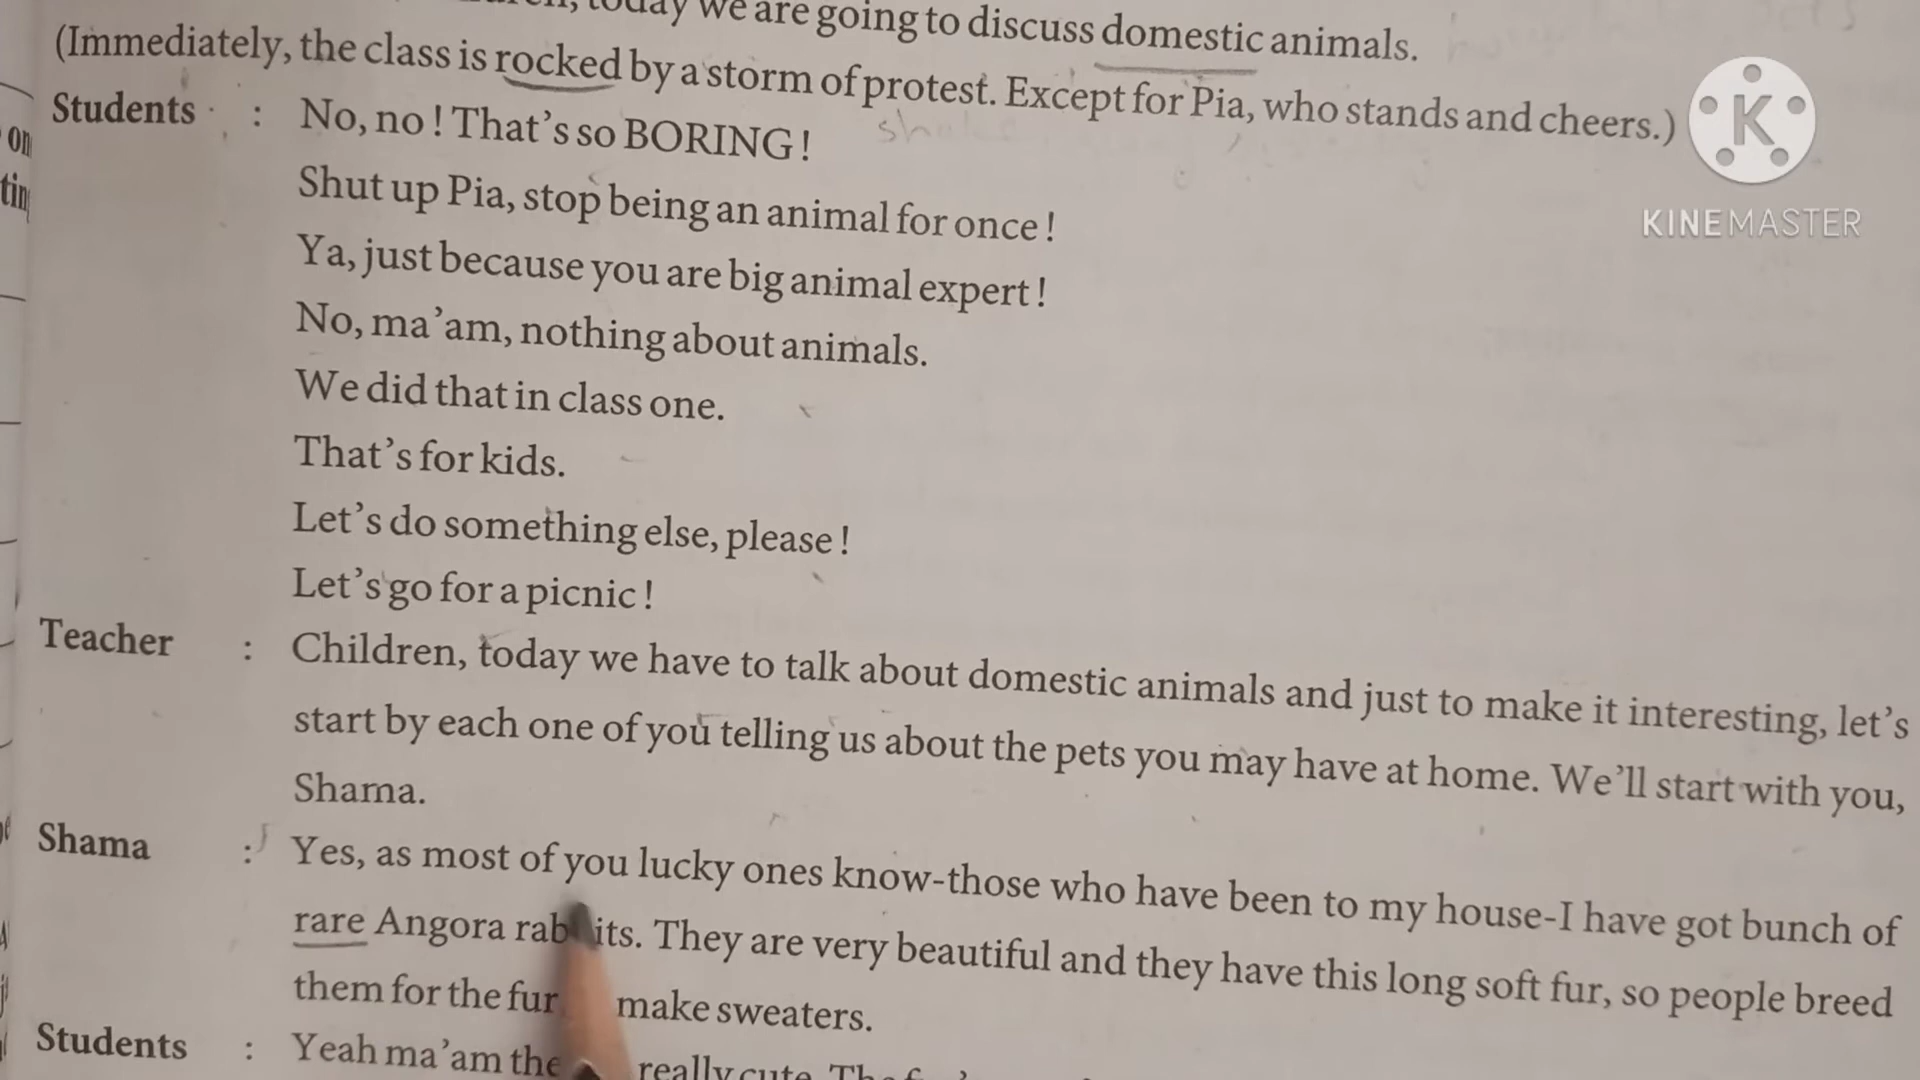 today we are going to discuss domestic animals.
(Immediately, the class is rocked by a storm of protest. Except for Pia, who stands and cheers.)
Students : No, no ! That's so BORING !
Shut up Pia, stop being an animal for once !
Ya, just because you are big animal expert !
No, ma'am, nothing about animals.
We did that in class one.
That's for kids.
Let's do something else, please !
Let's go for a picnic !
Teacher : Children, today we have to talk about domestic animals and just to make it interesting, let's
start by each one of you telling us about the pets you may have at home. We'll start with you,
Shama.
Shama : Yes, as most of you lucky ones know-those who have been to my house-I have got bunch of
rare Angora rabbits. They are very beautiful and they have this long soft fur, so people breed
them for the fur make sweaters.
Students : Yeah ma'am really cute.
K
KINEMASTER